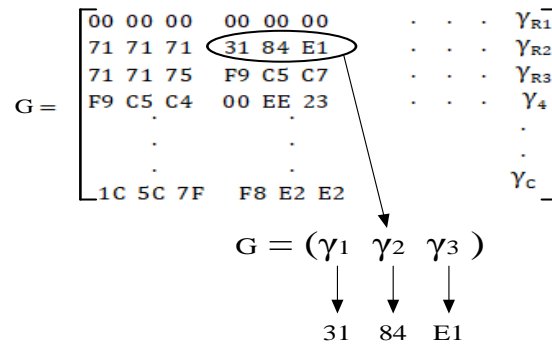 00 00 00 00 00 00 . . . γR1
71 71 71 31 84 E1 . . . γR2
71 71 75 F9 C5 C7 . . . γR3
G = F9 C5 C4 00 EE 23 . . . γ4
. . .
. . .
1C 5C 7F F8 E2 E2 γC
G = (γ1 γ2 γ3 )
31 84 E1